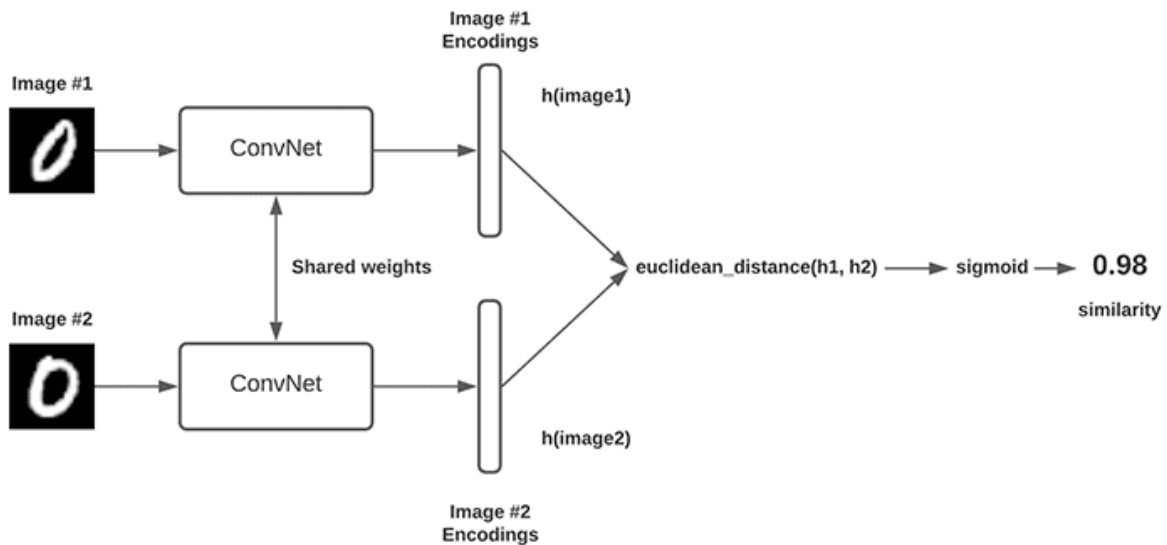 Image #1
Encodings
Image #1
h(image1)
ConvNet
Shared weights
euclidean_distance(h1, h2)
sigmoid
0.98
similarity
Image #2
ConvNet
h(image2)
Image #2
Encodings